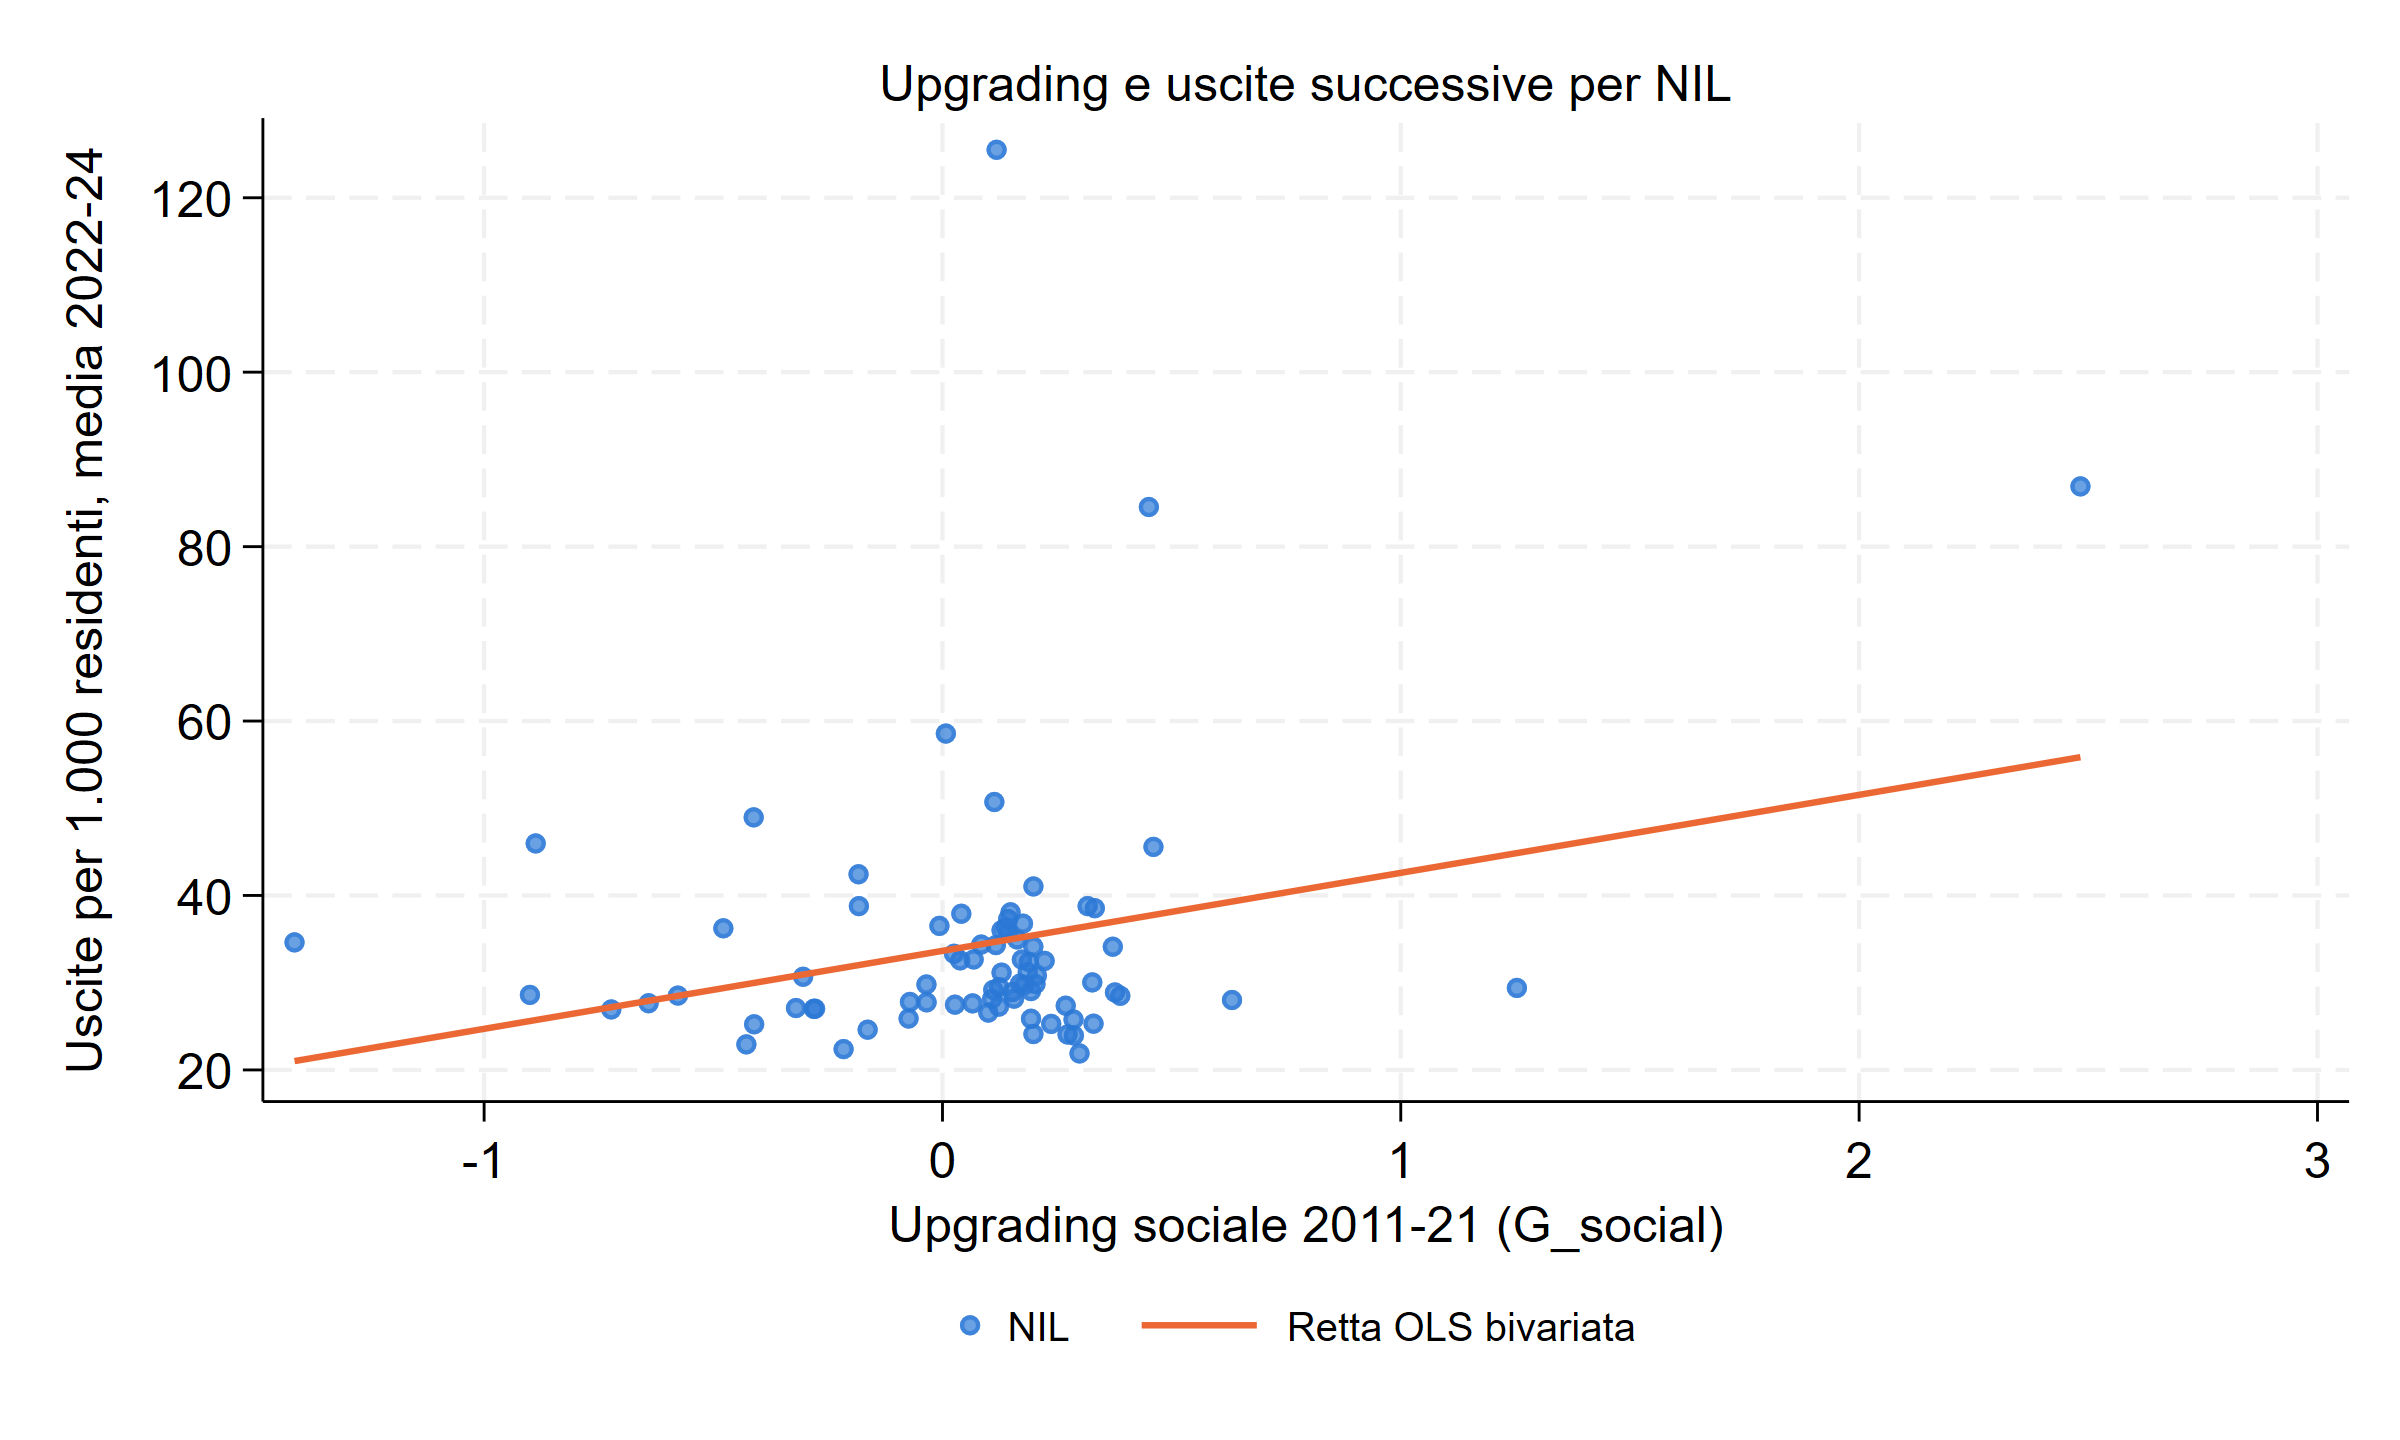 Upgrading e uscite successive per NIL
Uscite per 1.000 residenti, media 2022-24
120
100
80
60
40
20
-1 0 1 2 3
Upgrading sociale 2011-21 (G_social)
NIL Retta OLS bivariata